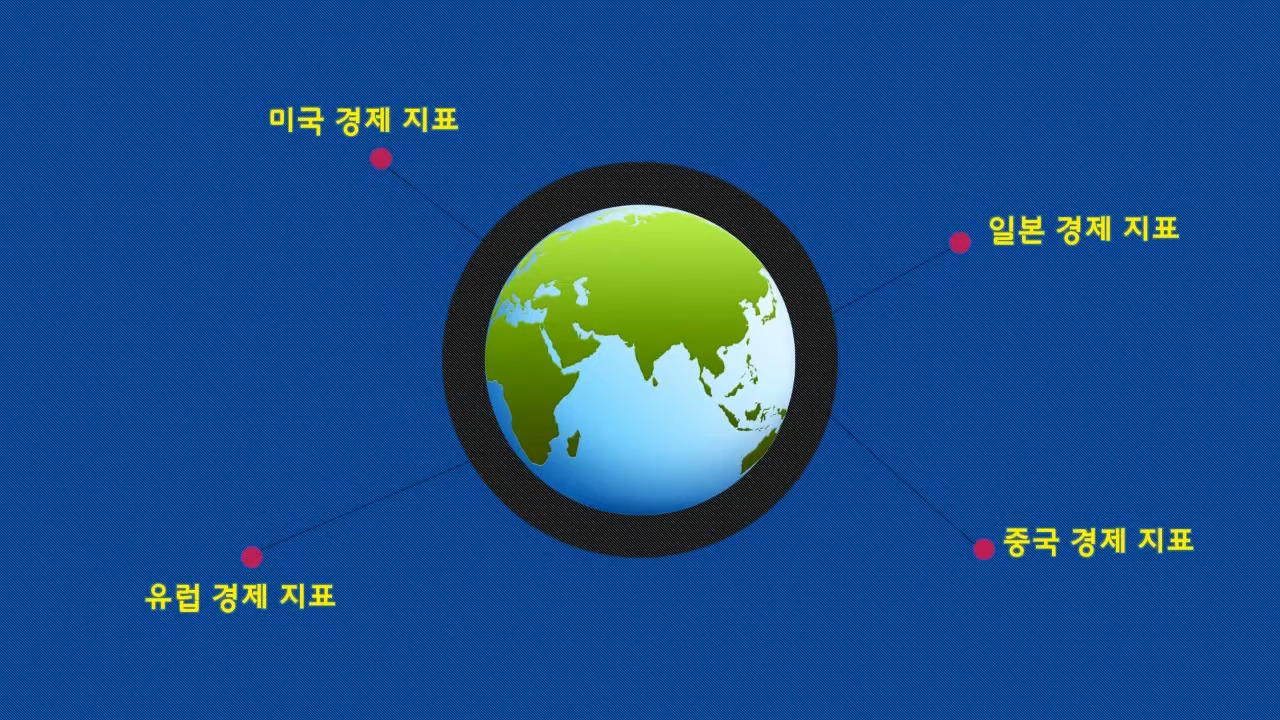 미국 경제 지표
일본 경제 지표
중국 경제 지표
유럽 경제 지표